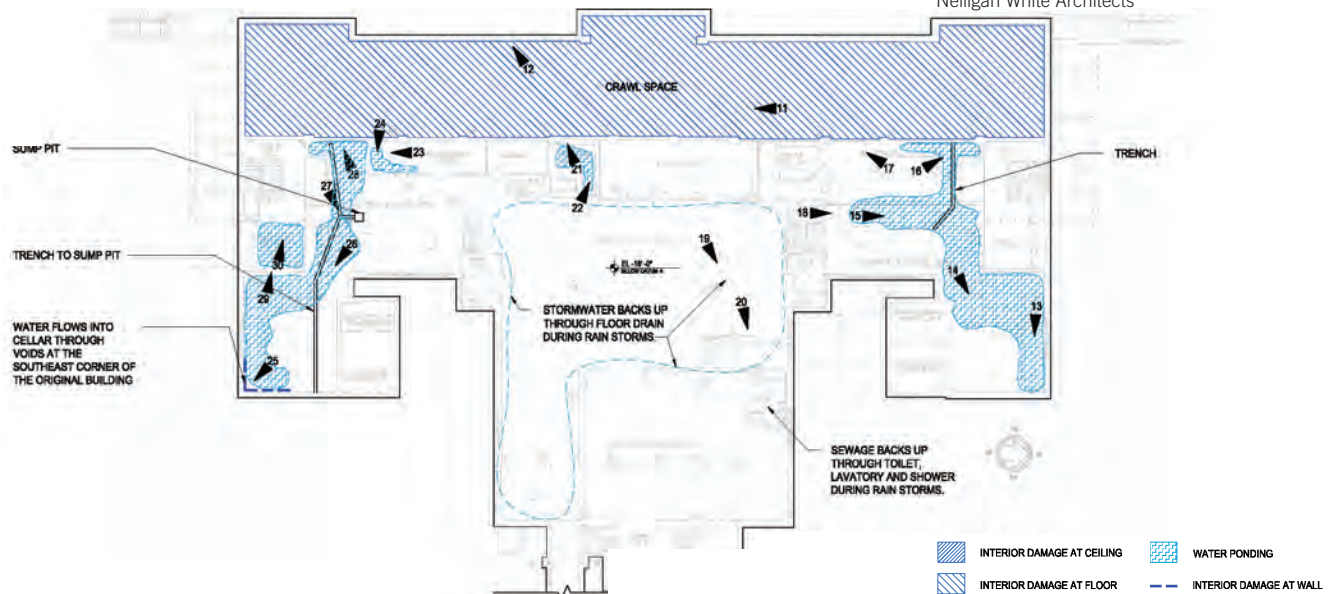 Nelligan White Architects
12
CRAWL SPACE
11
SUMP PIT
24
23
28
27
21
22
17
16
TRENCH
18
15
26
30
29
19
20
14
13
EL -18'-0"
TRENCH TO SUMP PIT
STORMWATER BACKS UP
THROUGH FLOOR DRAIN
DURING RAIN STORMS.
WATER FLOWS INTO
CELLAR THROUGH
VOIDS AT THE
SOUTHEAST CORNER OF
THE ORIGINAL BUILDING
25
SEWAGE BACKS UP
THROUGH TOILET,
LAVATORY AND SHOWER
DURING RAIN STORMS.
INTERIOR DAMAGE AT CEILING
WATER PONDING
INTERIOR DAMAGE AT FLOOR
INTERIOR DAMAGE AT WALL